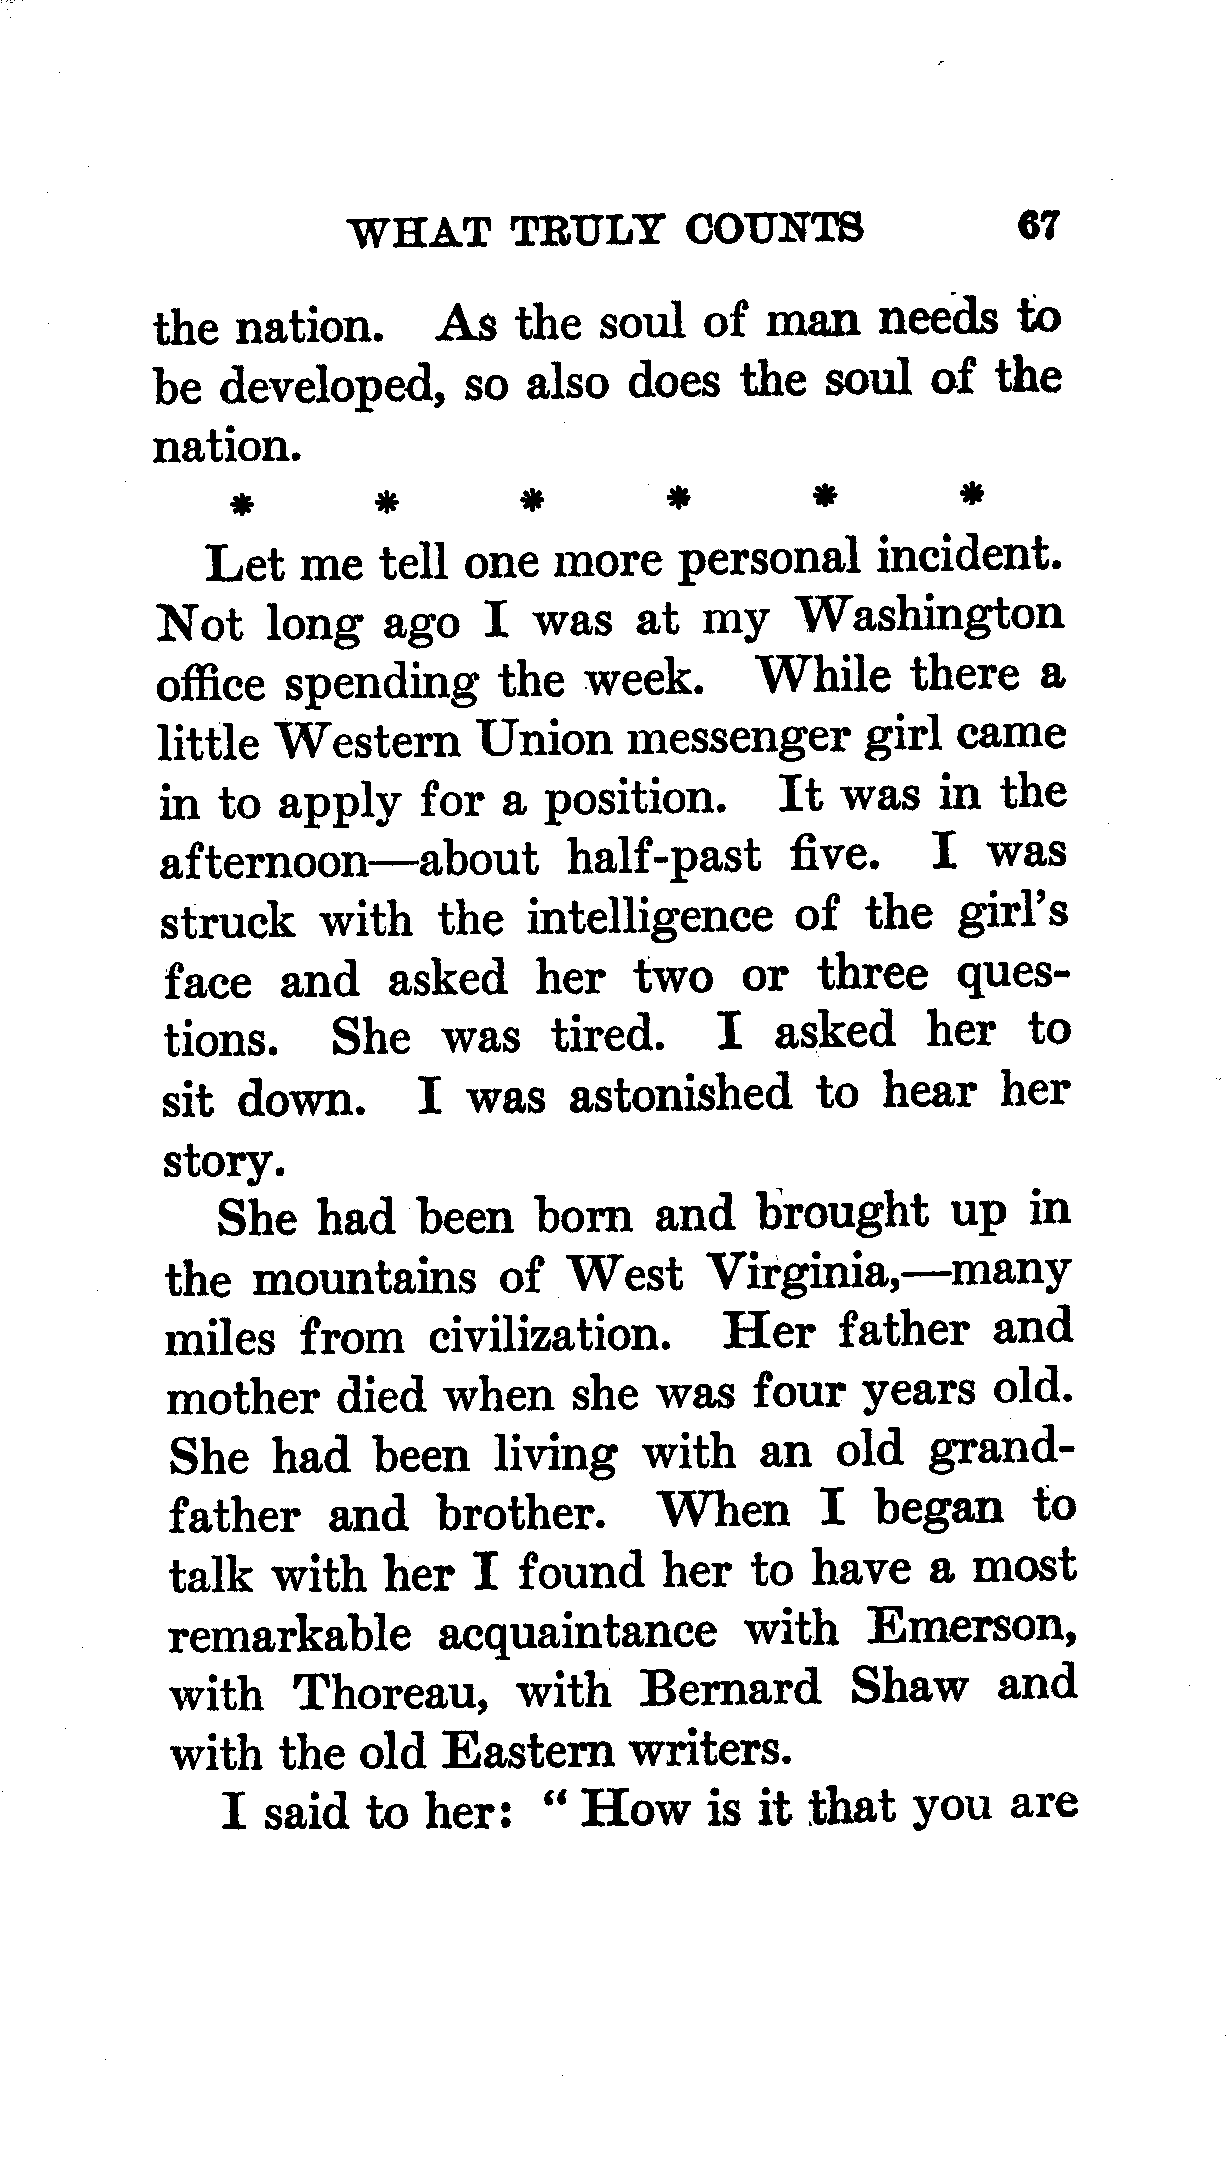 WHAT TRULY COUNTS 67
the nation. As the soul of man needs to
be developed, so also does the soul of the
nation.
* * * * * *
Let me tell one more personal incident.
Not long ago I was at my Washington
office spending the week. While there a
little Western Union messenger girl came
in to apply for a position. It was in the
afternoon—about half-past five. I was
struck with the intelligence of the girl's
face and asked her two or three ques-
tions. She was tired. I asked her to
sit down. I was astonished to hear her
story.
She had been born and brought up in
the mountains of West Virginia,—many
miles from civilization. Her father and
mother died when she was four years old.
She had been living with an old grand-
father and brother. When I began to
talk with her I found her to have a most
remarkable acquaintance with Emerson,
with Thoreau, with Bernard Shaw and
with the old Eastern writers.
I said to her: “ How is it that you are